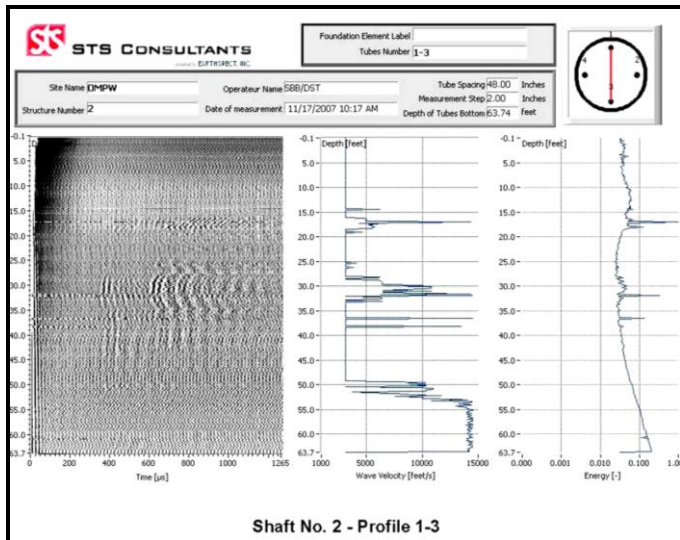 STS STS CONSULTANTS
EARTHSPECT, INC.
Foundation Element Label
Tubes Number 1-3
1
2
3
4
Site Name DMPW
Operateur Name SBB/DST
Tube Spacing 48.00 Inches
Measurement Step 2.00 Inches
Structure Number 2
Date of measurement 11/17/2007 10:17 AM
Depth of Tubes Bottom 63.74 feet
-0.1
5.0
10.0
15.0
20.0
25.0
30.0
35.0
40.0
45.0
50.0
55.0
60.0
63.7
0 200 400 600 800 1000 1265
Time [µs]
Depth [feet]
-0.1
5.0
10.0
15.0
20.0
25.0
30.0
35.0
40.0
45.0
50.0
55.0
60.0
63.7
1000 5000 10000 15000
Wave Velocity [feet/s]
Depth [feet]
-0.1
5.0
10.0
15.0
20.0
25.0
30.0
35.0
40.0
45.0
50.0
55.0
60.0
63.7
0.000 0.010 0.100 1.00
Energy [-]
Shaft No. 2 - Profile 1-3